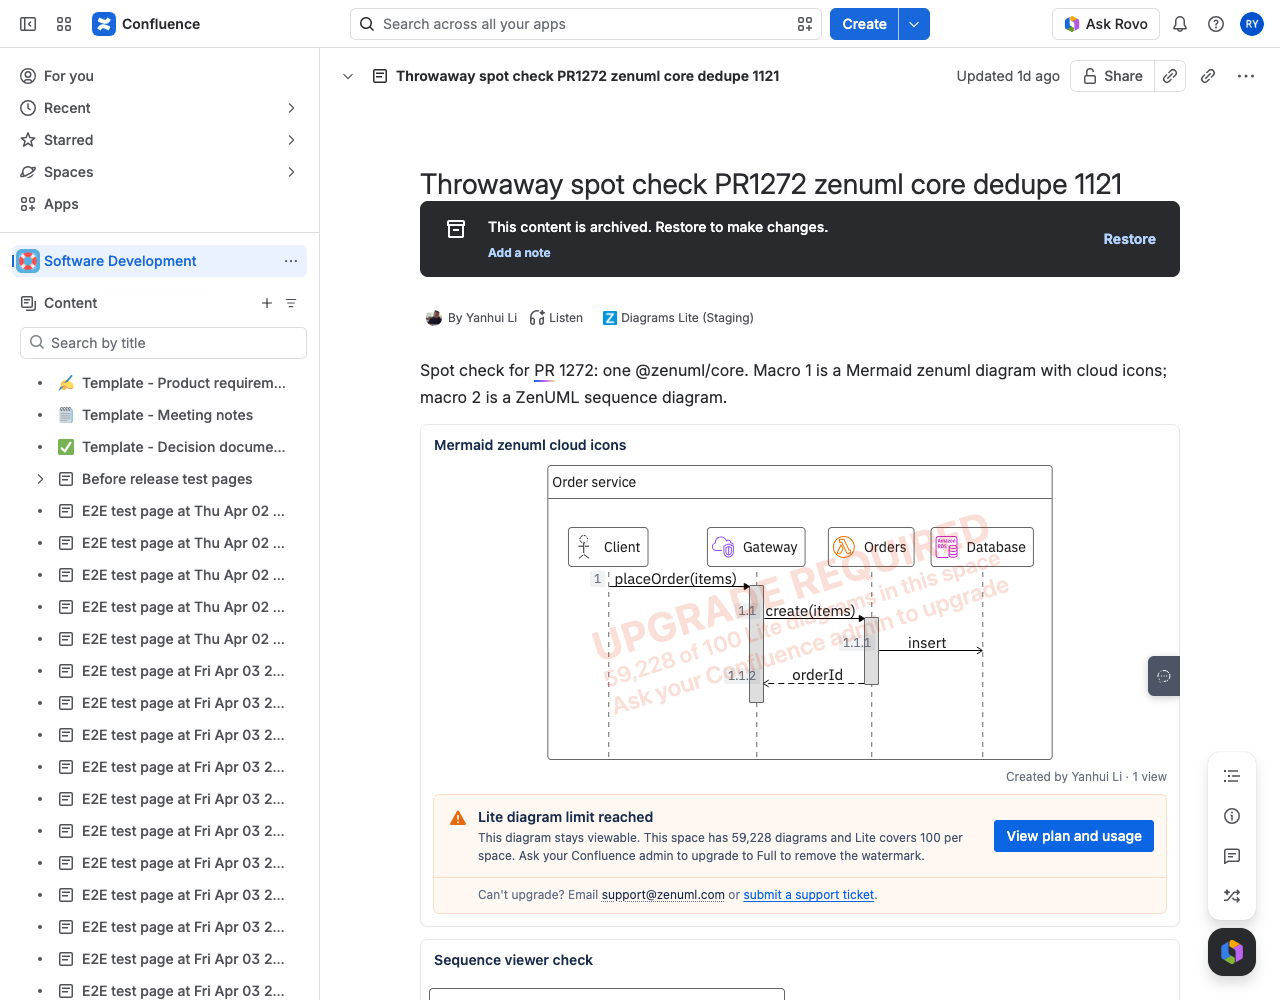 Confluence
Search across all your apps
Create
Ask Rovo
RY
For you
Recent
Starred
Spaces
Apps
Software Development
Content
Search by title
Template - Product requirem...
Template - Meeting notes
Template - Decision docume...
Before release test pages
E2E test page at Thu Apr 02 ...
E2E test page at Thu Apr 02 ...
E2E test page at Thu Apr 02 ...
E2E test page at Thu Apr 02 ...
E2E test page at Thu Apr 02 ...
E2E test page at Fri Apr 03 2...
E2E test page at Fri Apr 03 2...
E2E test page at Fri Apr 03 2...
E2E test page at Fri Apr 03 2...
E2E test page at Fri Apr 03 2...
E2E test page at Fri Apr 03 2...
E2E test page at Fri Apr 03 2...
E2E test page at Fri Apr 03 2...
E2E test page at Fri Apr 03 2...
E2E test page at Fri Apr 03 2...
E2E test page at Fri Apr 03 2...
Throwaway spot check PR1272 zenuml core dedupe 1121
Updated 1d ago
Share
Throwaway spot check PR1272 zenuml core dedupe 1121
This content is archived. Restore to make changes.
Add a note
Restore
By Yanhui Li
Listen
Diagrams Lite (Staging)
Spot check for PR 1272: one @zenuml/core. Macro 1 is a Mermaid zenuml diagram with cloud icons;
macro 2 is a ZenUML sequence diagram.
Mermaid zenuml cloud icons
Order service
Client
Gateway
Orders
Amazon
RDS
Database
1 placeOrder(items)
1.1 create(items)
1.1.1 insert
1.1.2 orderId
UPGRADE REQUIRED
59,228 of 100 Lite diagrams in this space
Ask your Confluence admin to upgrade
Created by Yanhui Li · 1 view
Lite diagram limit reached
This diagram stays viewable. This space has 59,228 diagrams and Lite covers 100 per
space. Ask your Confluence admin to upgrade to Full to remove the watermark.
View plan and usage
Can't upgrade? Email support@zenuml.com or submit a support ticket.
Sequence viewer check